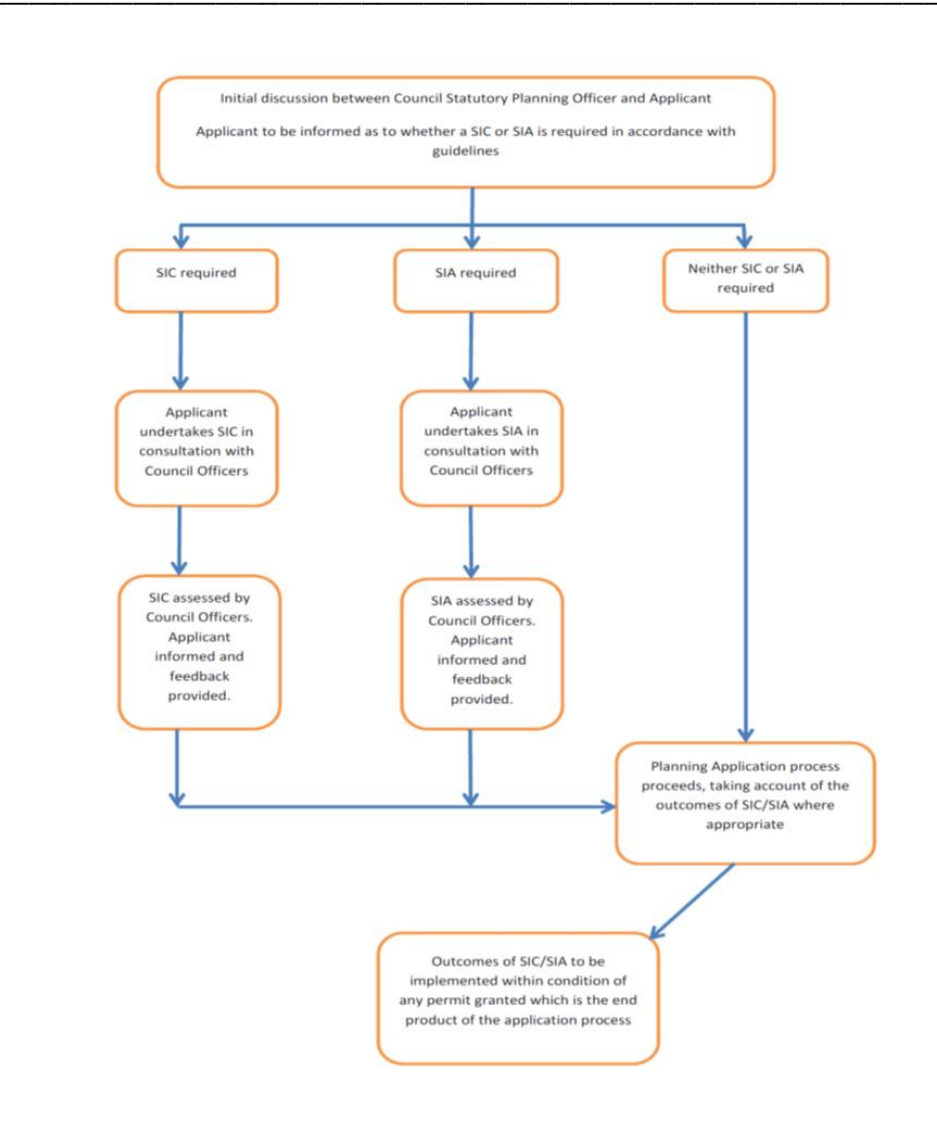 Initial discussion between Council Statutory Planning Officer and Applicant
Applicant to be informed as to whether a SIC or SIA is required in accordance with
guidelines
SIC required
SIA required
Neither SIC or SIA
required
Applicant
undertakes SIC in
consultation with
Council Officers
Applicant
undertakes SIA in
consultation with
Council Officers
SIC assessed by
Council Officers.
Applicant
informed and
feedback
provided.
SIA assessed by
Council Officers.
Applicant
informed and
feedback
provided.
Planning Application process
proceeds, taking account of the
outcomes of SIC/SIA where
appropriate
Outcomes of SIC/SIA to be
implemented within condition of
any permit granted which is the end
product of the application process